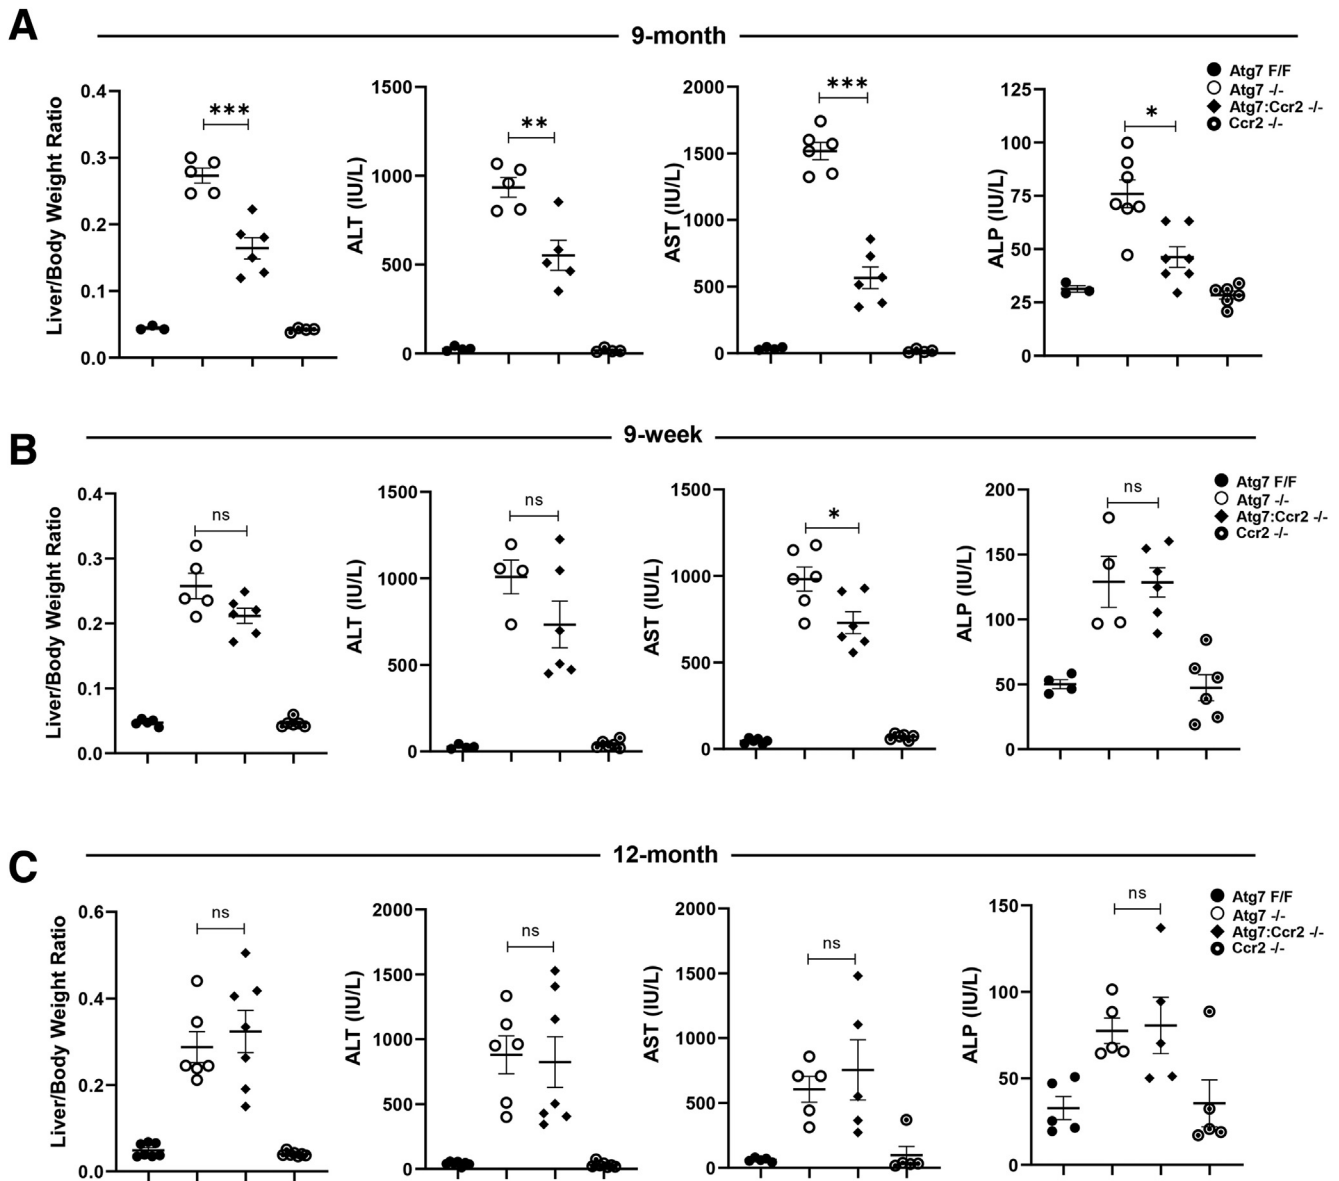 A
9-month
Liver/Body Weight Ratio
0.4
0.3
0.2
0.1
0.0
***
ALT (IU/L)
1500
1000
500
0
**
AST (IU/L)
2000
1500
1000
500
0
***
ALP (IU/L)
125
100
75
50
25
0
*
Atg7 F/F
Atg7 -/-
Atg7:Ccr2 -/-
Ccr2 -/-
B
9-week
Liver/Body Weight Ratio
0.4
0.3
0.2
0.1
0.0
ns
ALT (IU/L)
1500
1000
500
0
ns
AST (IU/L)
1500
1000
500
0
*
ALP (IU/L)
200
150
100
50
0
ns
Atg7 F/F
Atg7 -/-
Atg7:Ccr2 -/-
Ccr2 -/-
C
12-month
Liver/Body Weight Ratio
0.6
0.4
0.2
0.0
ns
ALT (IU/L)
2000
1500
1000
500
0
ns
AST (IU/L)
2000
1500
1000
500
0
ns
ALP (IU/L)
150
100
50
0
ns
Atg7 F/F
Atg7 -/-
Atg7:Ccr2 -/-
Ccr2 -/-